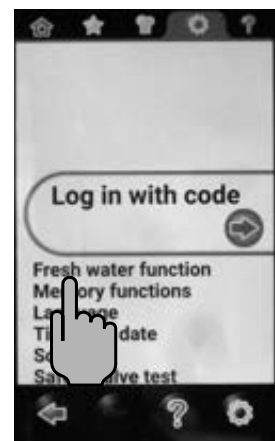 ?
Log in with code
Fresh water function
Memory functions
date
test
?